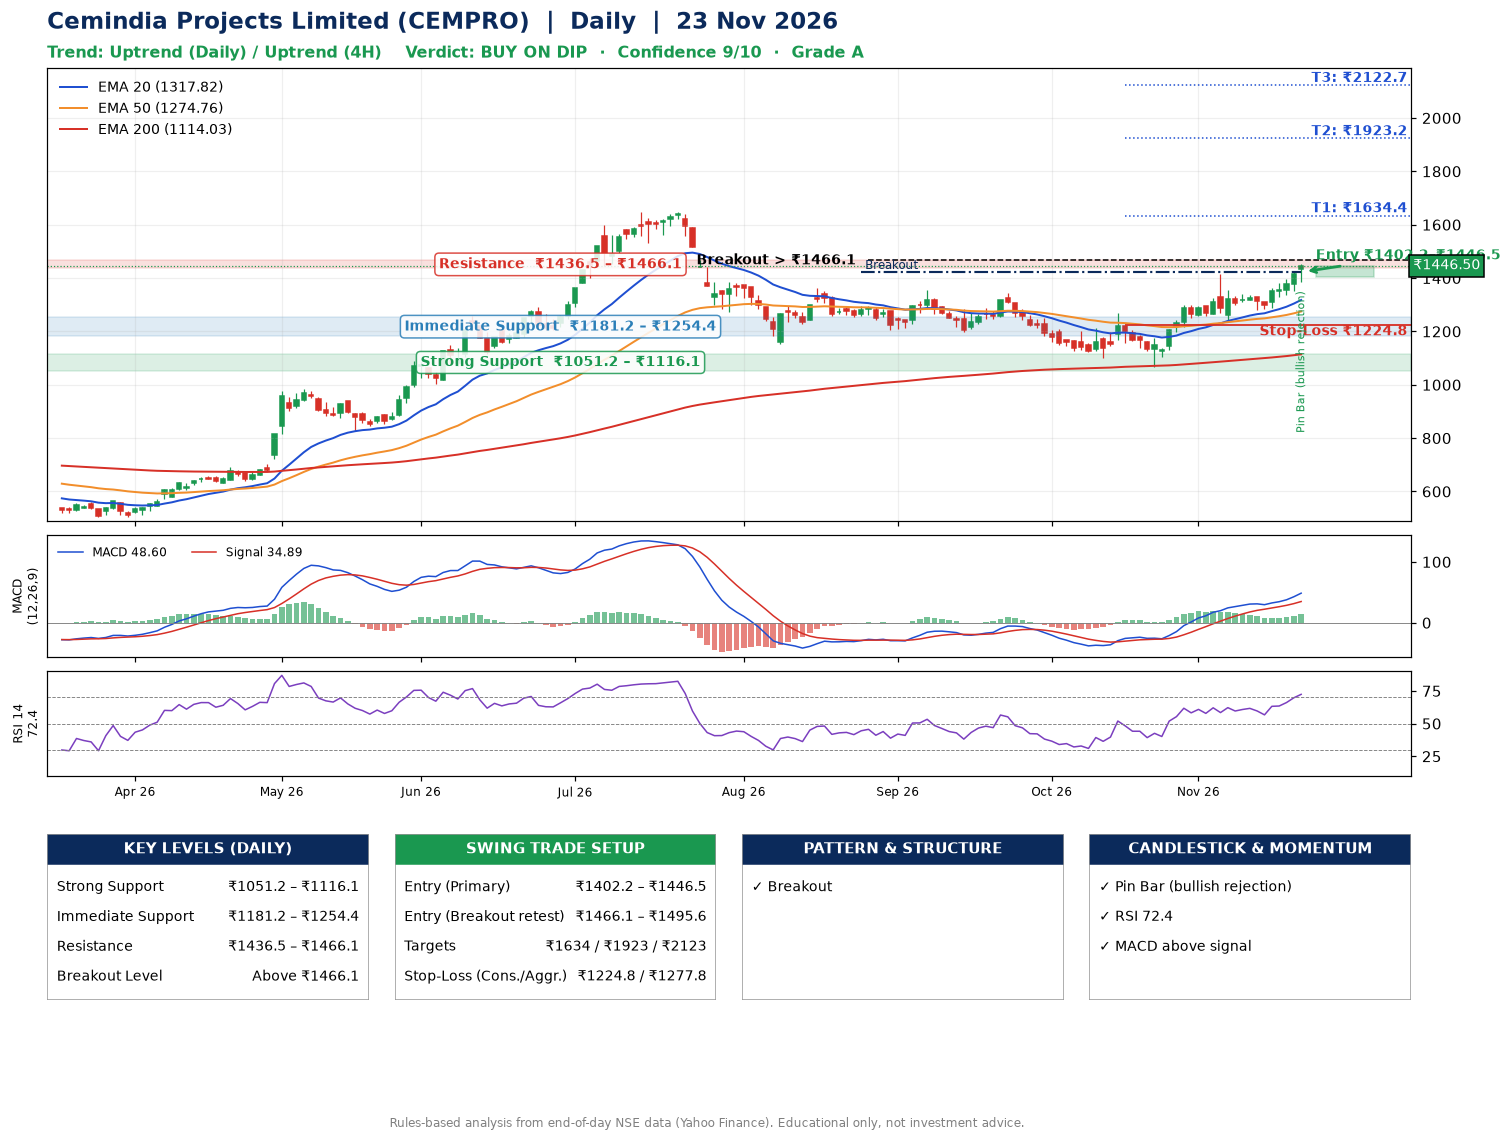 Cemindia Projects Limited (CEMPRO)  |  Daily  |  23 Nov 2026
Trend: Uptrend (Daily) / Uptrend (4H)    Verdict: BUY ON DIP  ·  Confidence 9/10  ·  Grade A
EMA 20 (1317.82)
EMA 50 (1274.76)
EMA 200 (1114.03)
T3: ₹2122.7
T2: ₹1923.2
T1: ₹1634.4
Entry ₹1402.2–₹1446.5
Breakout > ₹1466.1
Breakout
Resistance  ₹1436.5 – ₹1466.1
₹1446.50
Immediate Support  ₹1181.2 – ₹1254.4
Stop-Loss ₹1224.8
Strong Support  ₹1051.2 – ₹1116.1
Pin Bar (bullish rejection)
2000
1800
1600
1400
1200
1000
800
600
MACD 48.60
Signal 34.89
MACD
(12,26,9)
100
0
RSI 14
72.4
75
50
25
Apr 26
May 26
Jun 26
Jul 26
Aug 26
Sep 26
Oct 26
Nov 26
KEY LEVELS (DAILY)
Strong Support ₹1051.2 – ₹1116.1
Immediate Support ₹1181.2 – ₹1254.4
Resistance ₹1436.5 – ₹1466.1
Breakout Level Above ₹1466.1
SWING TRADE SETUP
Entry (Primary) ₹1402.2 – ₹1446.5
Entry (Breakout retest) ₹1466.1 – ₹1495.6
Targets ₹1634 / ₹1923 / ₹2123
Stop-Loss (Cons./Aggr.) ₹1224.8 / ₹1277.8
PATTERN & STRUCTURE
✓ Breakout
CANDLESTICK & MOMENTUM
✓ Pin Bar (bullish rejection)
✓ RSI 72.4
✓ MACD above signal
Rules-based analysis from end-of-day NSE data (Yahoo Finance). Educational only, not investment advice.